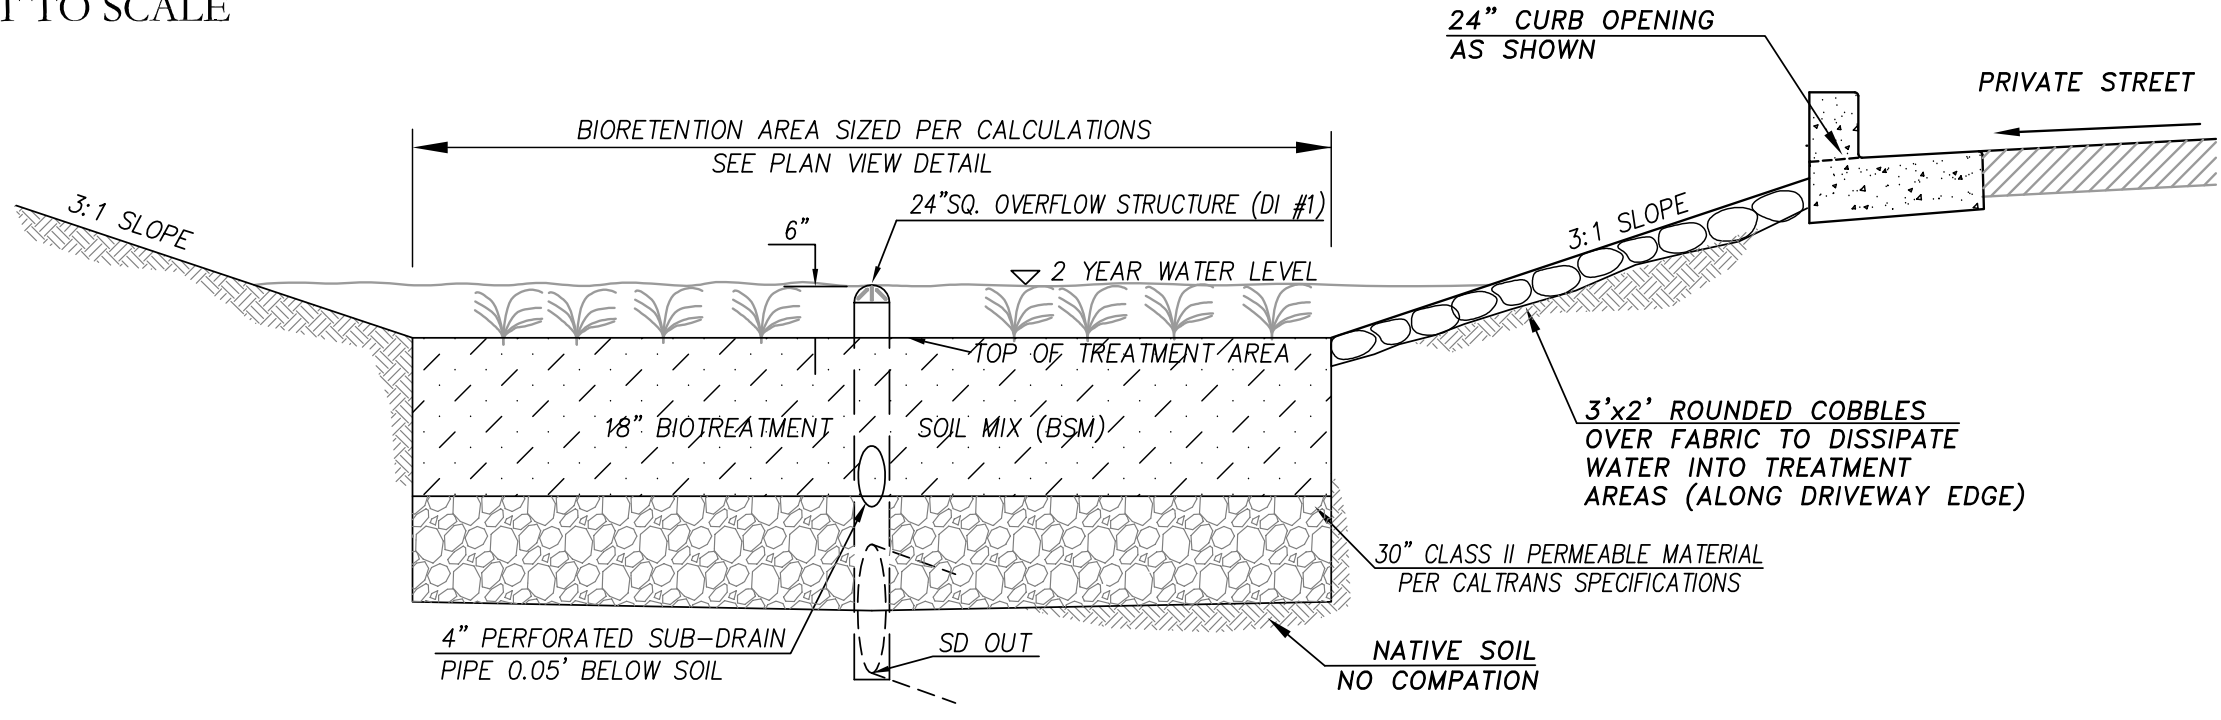 TO SCALE
24” CURB OPENING
AS SHOWN
PRIVATE STREET
BIORETENTION AREA SIZED PER CALCULATIONS
SEE PLAN VIEW DETAIL
24”SQ. OVERFLOW STRUCTURE (DI #1)
3:1 SLOPE
6”
3:1 SLOPE
2 YEAR WATER LEVEL
TOP OF TREATMENT AREA
18” BIOTREATMENT SOIL MIX (BSM)
3’x2’ ROUNDED COBBLES
OVER FABRIC TO DISSIPATE
WATER INTO TREATMENT
AREAS (ALONG DRIVEWAY EDGE)
30” CLASS II PERMEABLE MATERIAL
PER CALTRANS SPECIFICATIONS
4” PERFORATED SUB-DRAIN
PIPE 0.05’ BELOW SOIL
SD OUT
NATIVE SOIL
NO COMPATION